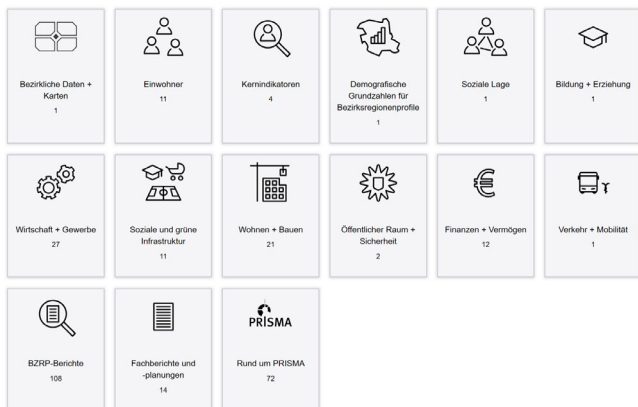 Bezirkliche Daten +
Karten
1
Einwohner
11
Kernindikatoren
4
Demografische
Grundzahlen für
Bezirksregionenprofile
1
Soziale Lage
1
Bildung + Erziehung
1
Wirtschaft + Gewerbe
27
Soziale und grüne
Infrastruktur
11
Wohnen + Bauen
21
Öffentlicher Raum +
Sicherheit
2
Finanzen + Vermögen
12
Verkehr + Mobilität
1
BZRP-Berichte
108
Fachberichte und
-planungen
14
PRISMA
Rund um PRISMA
72